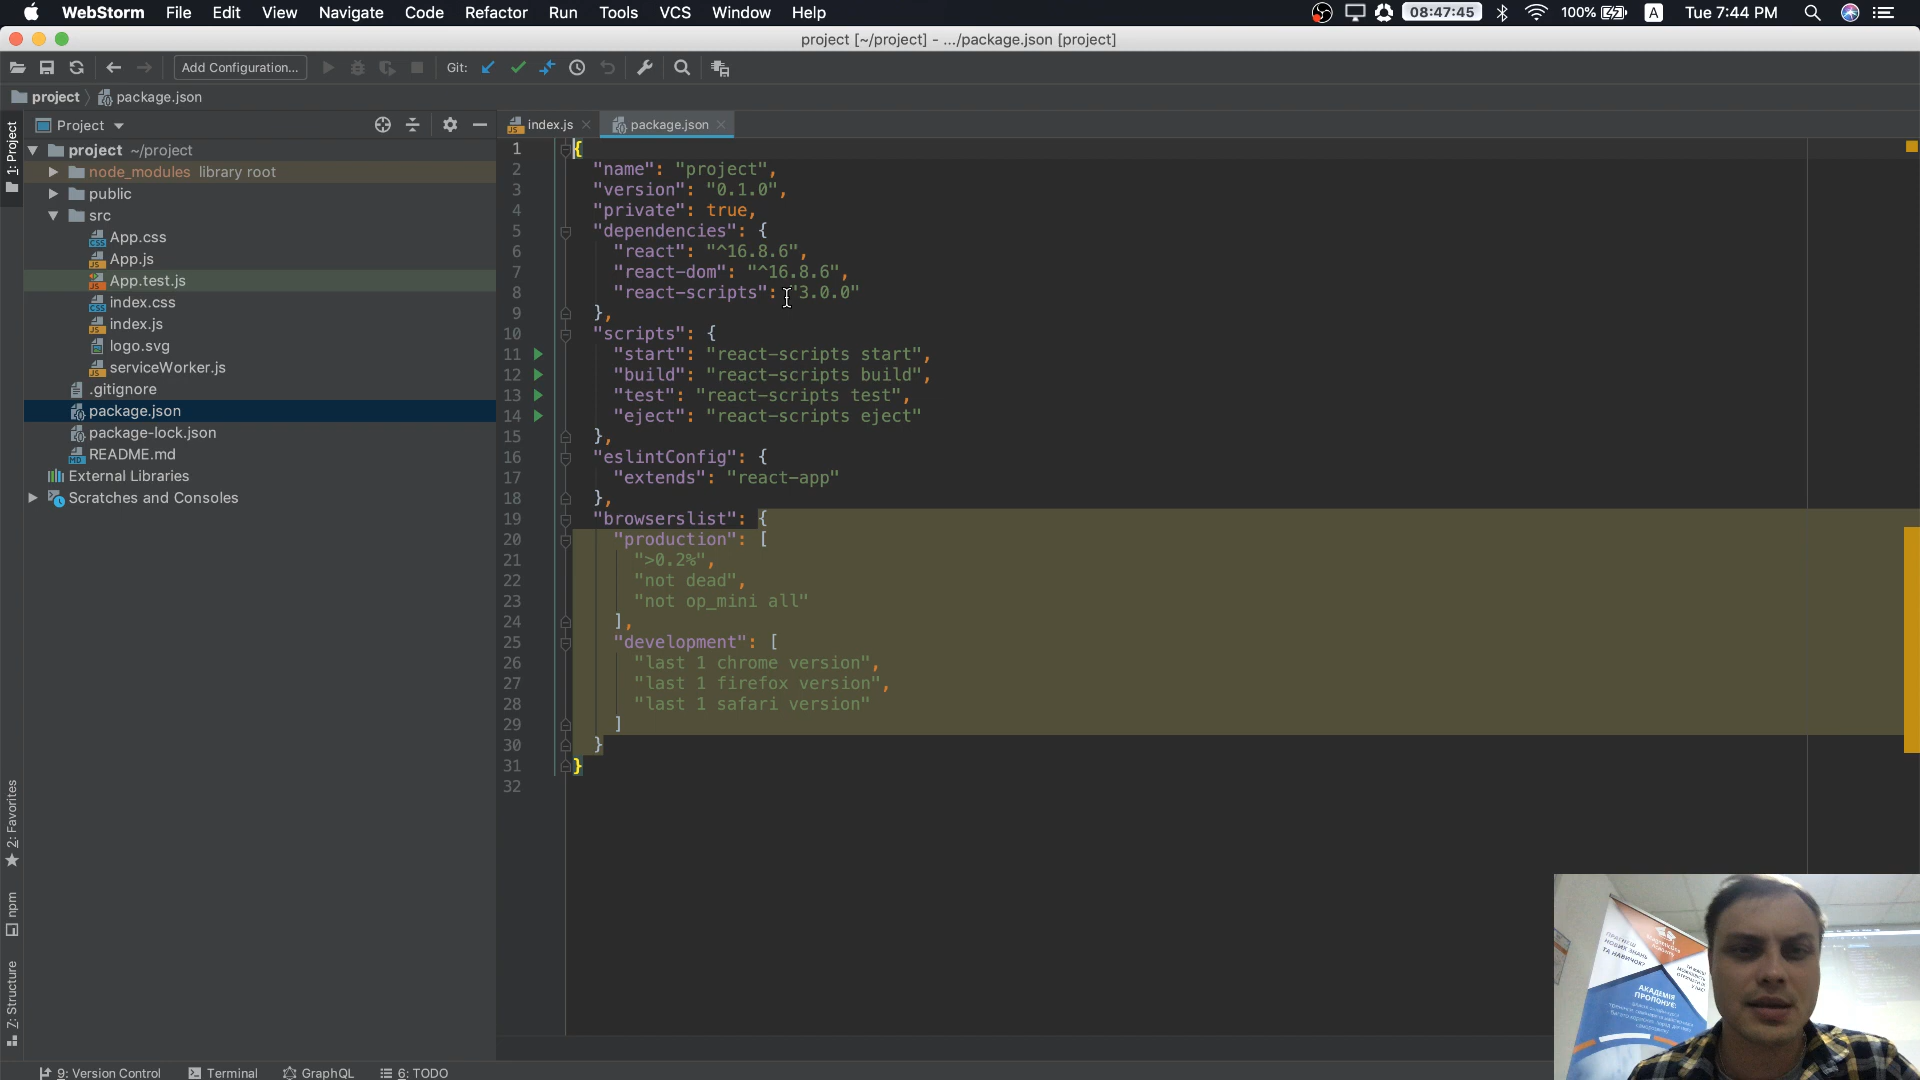 WebStorm File Edit View Navigate Code Refactor Run Tools VCS Window Help 08:47:45 100% A Tue 7:44 PM
project [~/project] - .../package.json [project]
Add Configuration... Git:
project package.json
Project
index.js package.json
1: Project
project ~/project
node_modules library root
public
src
App.css
App.js
App.test.js
index.css
index.js
logo.svg
serviceWorker.js
.gitignore
package.json
package-lock.json
README.md
External Libraries
Scratches and Consoles
2: Favorites
npm
7: Structure
1 {
2 "name": "project",
3 "version": "0.1.0",
4 "private": true,
5 "dependencies": {
6 "react": "^16.8.6",
7 "react-dom": "^16.8.6",
8 "react-scripts": "3.0.0"
9 },
10 "scripts": {
11 "start": "react-scripts start",
12 "build": "react-scripts build",
13 "test": "react-scripts test",
14 "eject": "react-scripts eject"
15 },
16 "eslintConfig": {
17 "extends": "react-app"
18 },
19 "browserslist": {
20 "production": [
21 ">0.2%",
22 "not dead",
23 "not op_mini all"
24 ],
25 "development": [
26 "last 1 chrome version",
27 "last 1 firefox version",
28 "last 1 safari version"
29 ]
30 }
31 }
32
ПРАГНЕШ
НОВИХ ЗНАНЬ
ТА НАВИЧОК?
АКАДЕМІЯ
ПРОПОНУЄ:
9: Version Control Terminal GraphQL 6: TODO